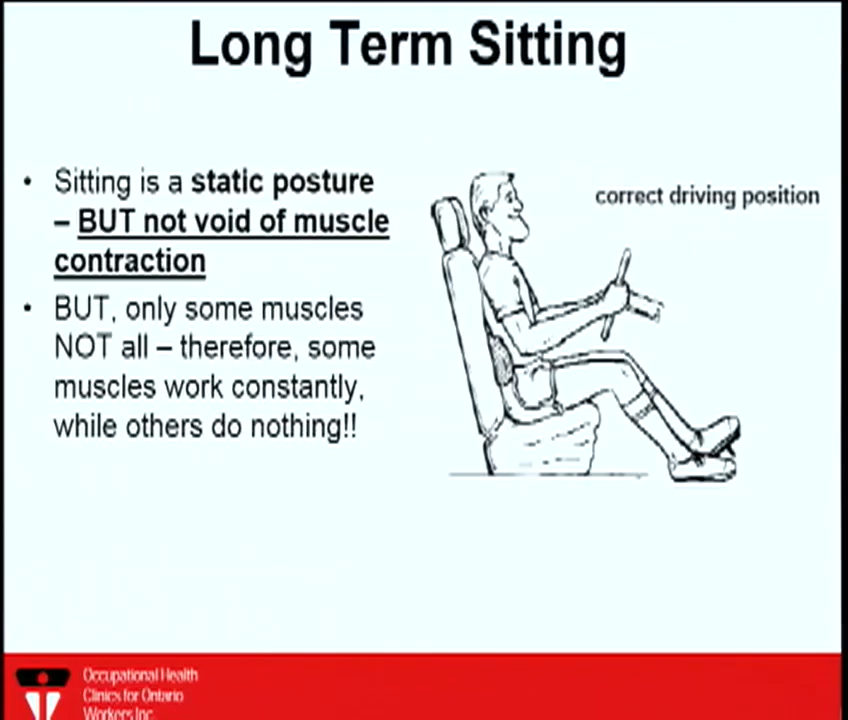 Long Term Sitting
• Sitting is a static posture
– BUT not void of muscle
contraction
• BUT, only some muscles
NOT all – therefore, some
muscles work constantly,
while others do nothing!!
correct driving position
Occupational Health
Clinics for Ontario
Workers Inc.